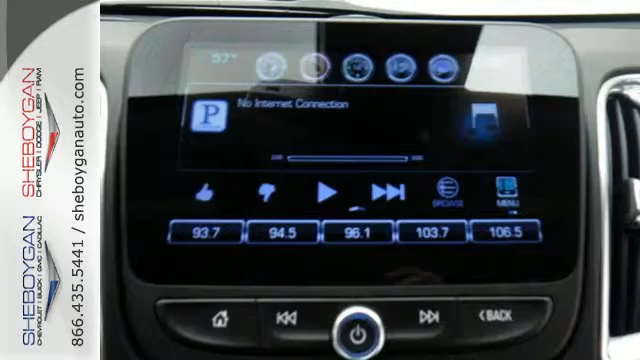 SHEBOYGAN
CHRYSLER | DODGE | JEEP | RAM
SHEBOYGAN
CHEVROLET | BUICK | GMC | CADILLAC
866.435.5441 / sheboyganauto.com
57°
P
No Internet Connection
BROWSE
MENU
93.7 94.5 96.1 103.7 106.5
BACK